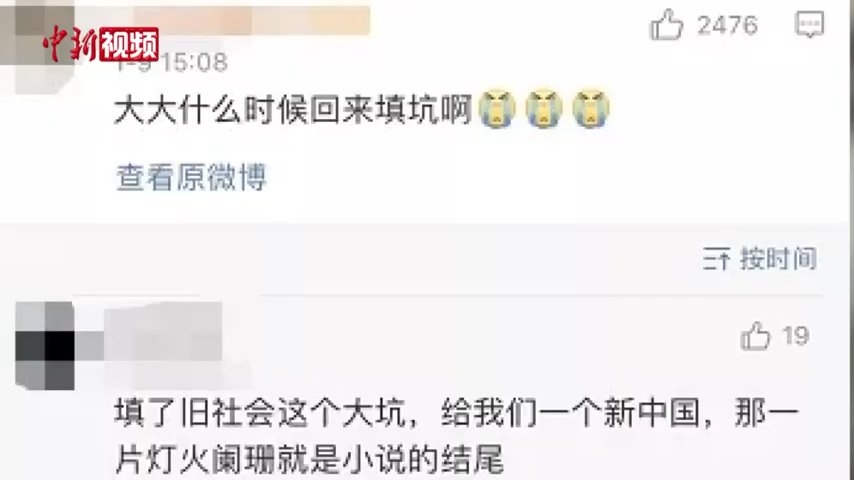 中新视频
2476
1-9 15:08
大大什么时候回来填坑啊😭😭😭
查看原微博
按时间
19
填了旧社会这个大坑，给我们一个新中国，那一
片灯火阑珊就是小说的结尾